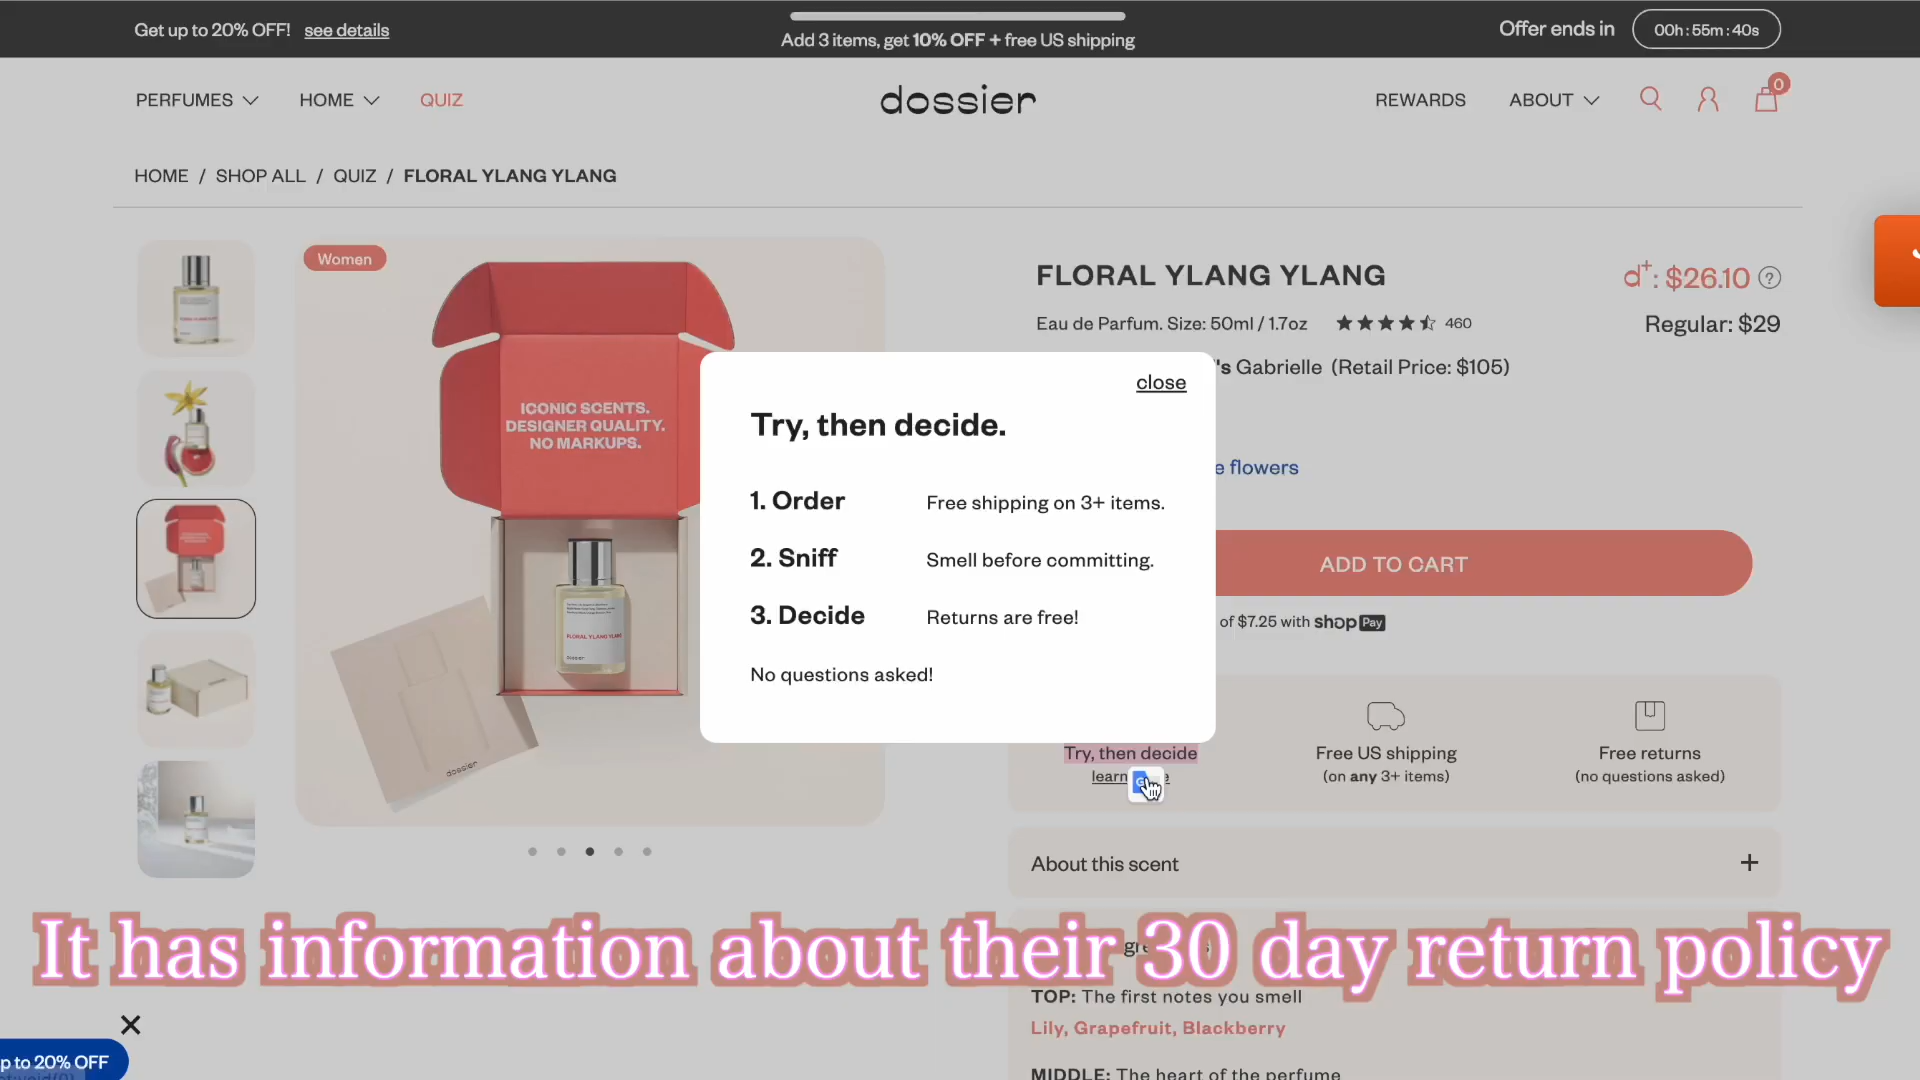 Get up to 20% OFF! see details
Add 3 items, get 10% OFF + free US shipping
Offer ends in 00h : 55m : 40s
PERFUMES HOME QUIZ
dossier
REWARDS ABOUT 0
HOME / SHOP ALL / QUIZ / FLORAL YLANG YLANG
Women
ICONIC SCENTS.
DESIGNER QUALITY.
NO MARKUPS.
FLORAL YLANG YLANG
dossier
dossier
FLORAL YLANG YLANG
d+: $26.10 ?
Eau de Parfum. Size: 50ml / 1.7oz 460
Regular: $29
's Gabrielle (Retail Price: $105)
close
Try, then decide.
1. Order Free shipping on 3+ items.
2. Sniff Smell before committing.
3. Decide Returns are free!
No questions asked!
e flowers
ADD TO CART
of $7.25 with shop Pay
Try, then decide
learn
Free US shipping
(on any 3+ items)
Free returns
(no questions asked)
About this scent +
It has information about their 30 day return policy
TOP: The first notes you smell
Lily, Grapefruit, Blackberry
MIDDLE: The heart of the perfume
p to 20% OFF